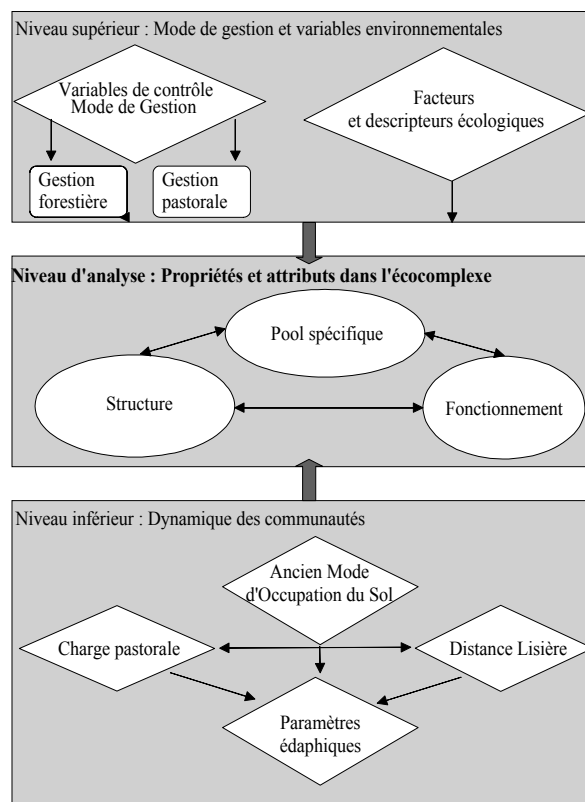 Niveau supérieur : Mode de gestion et variables environnementales
Variables de contrôle
Mode de Gestion
Facteurs
et descripteurs écologiques
Gestion
forestière
Gestion
pastorale
Niveau d'analyse : Propriétés et attributs dans l'écocomplexe
Pool spécifique
Structure
Fonctionnement
Niveau inférieur : Dynamique des communautés
Ancien Mode
d'Occupation du Sol
Charge pastorale
Distance Lisière
Paramètres
édaphiques